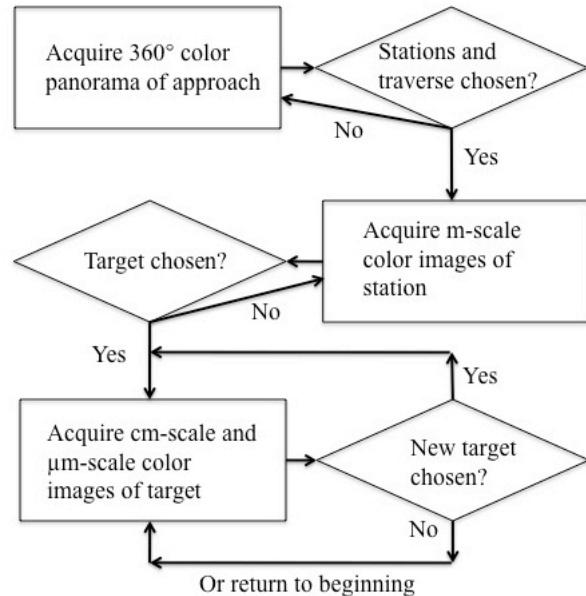 Acquire 360° color
panorama of approach
Stations and
traverse chosen?
No
Yes
Target chosen?
Acquire m-scale
color images of
station
No
Yes
Yes
Acquire cm-scale and
µm-scale color
images of target
New target
chosen?
No
Or return to beginning